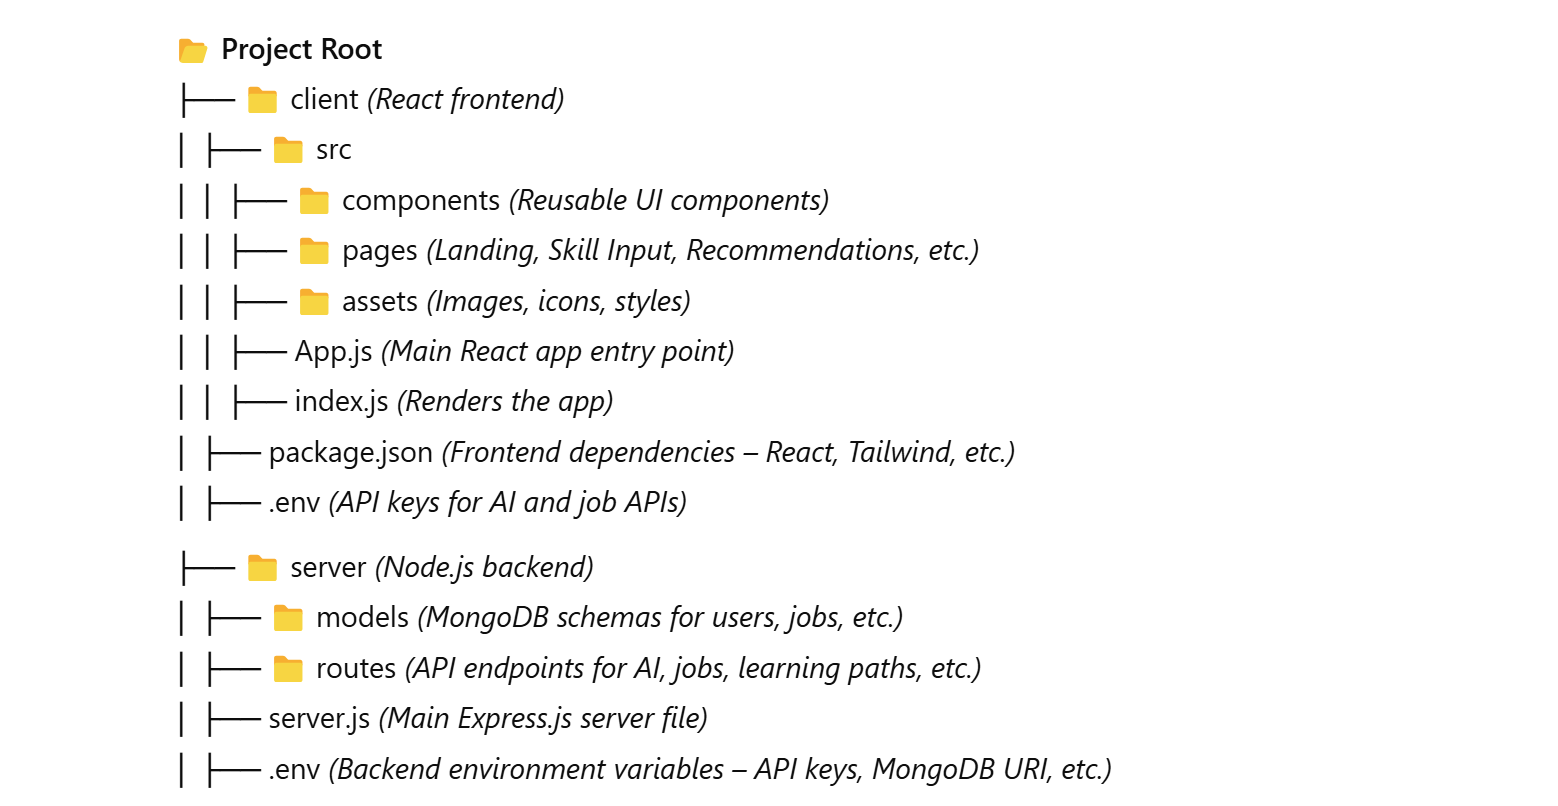 📂 Project Root
├── 📁 client (React frontend)
│ ├── 📁 src
│ │ ├── 📁 components (Reusable UI components)
│ │ ├── 📁 pages (Landing, Skill Input, Recommendations, etc.)
│ │ ├── 📁 assets (Images, icons, styles)
│ │ ├── App.js (Main React app entry point)
│ │ ├── index.js (Renders the app)
│ ├── package.json (Frontend dependencies – React, Tailwind, etc.)
│ ├── .env (API keys for AI and job APIs)
├── 📁 server (Node.js backend)
│ ├── 📁 models (MongoDB schemas for users, jobs, etc.)
│ ├── 📁 routes (API endpoints for AI, jobs, learning paths, etc.)
│ ├── server.js (Main Express.js server file)
│ ├── .env (Backend environment variables – API keys, MongoDB URI, etc.)